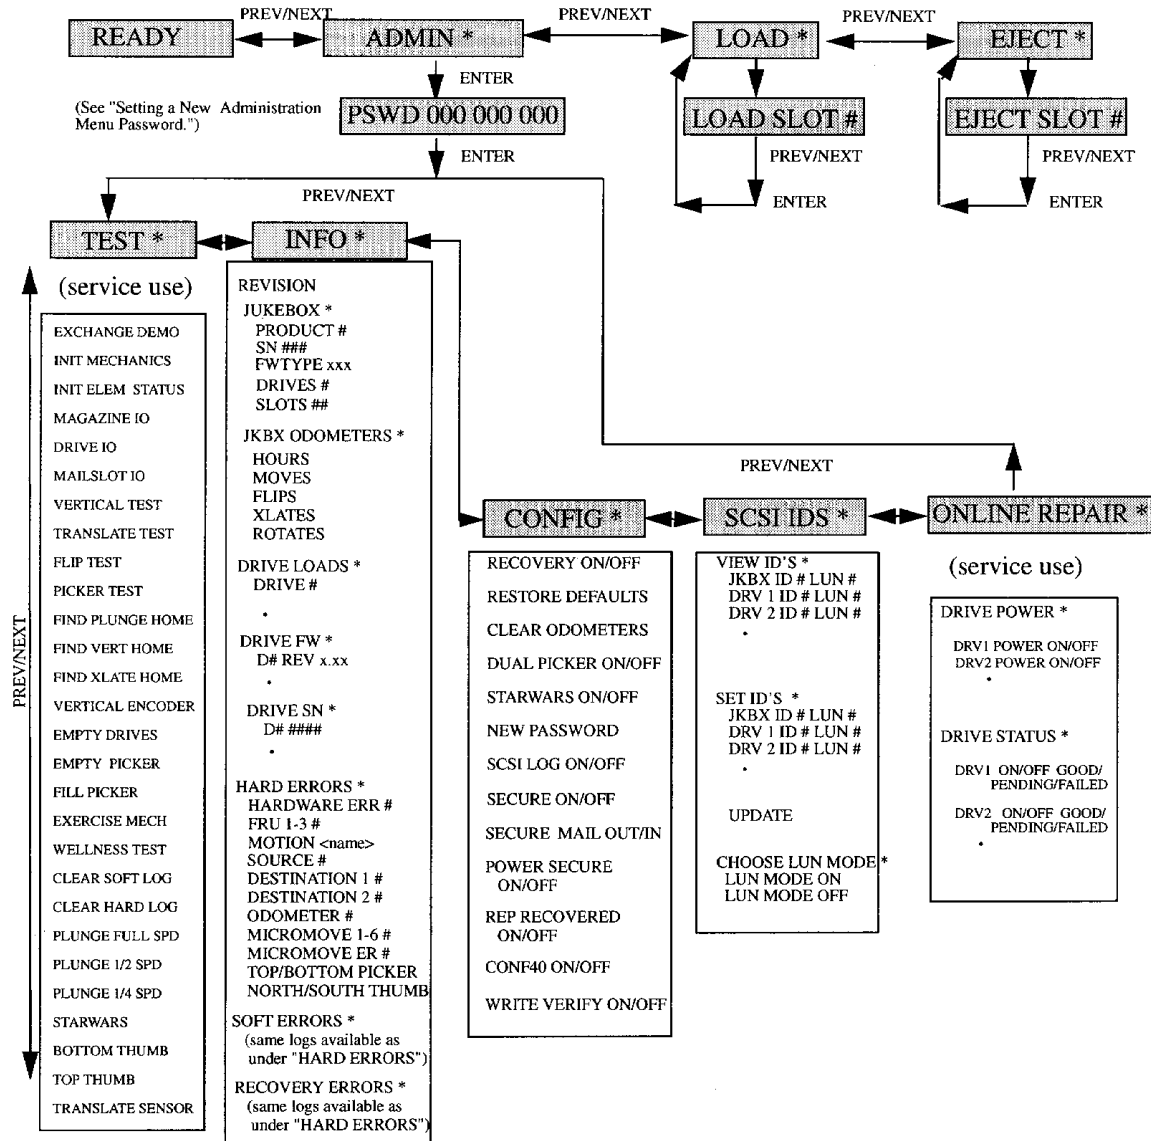 PREV/NEXT
PREV/NEXT
PREV/NEXT
READY
ADMIN *
LOAD *
EJECT *
ENTER
(See "Setting a New Administration
Menu Password.")
PSWD 000 000 000
LOAD SLOT #
EJECT SLOT #
ENTER
PREV/NEXT
PREV/NEXT
PREV/NEXT
ENTER
ENTER
TEST *
INFO *
(service use)
PREV/NEXT
EXCHANGE DEMO
INIT MECHANICS
INIT ELEM STATUS
MAGAZINE IO
DRIVE IO
MAILSLOT IO
VERTICAL TEST
TRANSLATE TEST
FLIP TEST
PICKER TEST
FIND PLUNGE HOME
FIND VERT HOME
FIND XLATE HOME
VERTICAL ENCODER
EMPTY DRIVES
EMPTY PICKER
FILL PICKER
EXERCISE MECH
WELLNESS TEST
CLEAR SOFT LOG
CLEAR HARD LOG
PLUNGE FULL SPD
PLUNGE 1/2 SPD
PLUNGE 1/4 SPD
STARWARS
BOTTOM THUMB
TOP THUMB
TRANSLATE SENSOR
REVISION
JUKEBOX *
PRODUCT #
SN ###
FWTYPE xxx
DRIVES #
SLOTS ##
JKBX ODOMETERS *
HOURS
MOVES
FLIPS
XLATES
ROTATES
DRIVE LOADS *
DRIVE #
•
DRIVE FW *
D# REV x.xx
•
DRIVE SN *
D# ####
•
HARD ERRORS *
HARDWARE ERR #
FRU 1-3 #
MOTION <name>
SOURCE #
DESTINATION 1 #
DESTINATION 2 #
ODOMETER #
MICROMOVE 1-6 #
MICROMOVE ER #
TOP/BOTTOM PICKER
NORTH/SOUTH THUMB
SOFT ERRORS *
(same logs available as
under "HARD ERRORS")
RECOVERY ERRORS *
(same logs available as
under "HARD ERRORS")
PREV/NEXT
CONFIG *
SCSI IDS *
ONLINE REPAIR *
RECOVERY ON/OFF
RESTORE DEFAULTS
CLEAR ODOMETERS
DUAL PICKER ON/OFF
STARWARS ON/OFF
NEW PASSWORD
SCSI LOG ON/OFF
SECURE ON/OFF
SECURE MAIL OUT/IN
POWER SECURE
ON/OFF
REP RECOVERED
ON/OFF
CONF40 ON/OFF
WRITE VERIFY ON/OFF
VIEW ID'S *
JKBX ID # LUN #
DRV 1 ID # LUN #
DRV 2 ID # LUN #
•
SET ID'S *
JKBX ID # LUN #
DRV 1 ID # LUN #
DRV 2 ID # LUN #
•
UPDATE
CHOOSE LUN MODE *
LUN MODE ON
LUN MODE OFF
(service use)
DRIVE POWER *
DRV1 POWER ON/OFF
DRV2 POWER ON/OFF
•
DRIVE STATUS *
DRV1 ON/OFF GOOD/
PENDING/FAILED
DRV2 ON/OFF GOOD/
PENDING/FAILED
•